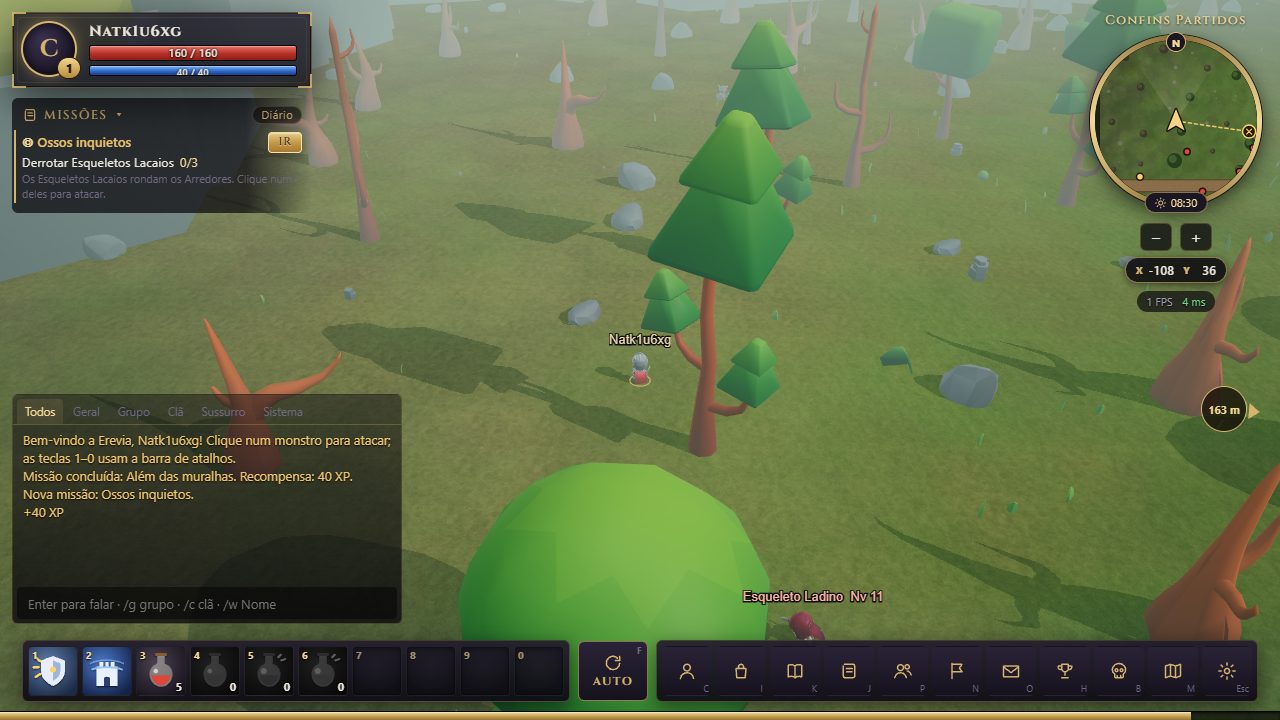 Natk1u6xg
C
1
160 / 160
40 / 40
MISSÕES
Diário
Ossos inquietos
IR
Derrotar Esqueletos Lacaios 0/3
Os Esqueletos Lacaios rondam os Arredores. Clique num
deles para atacar.
Confins Partidos
N
08:30
− +
X -108 Y 36
1 FPS 4 ms
163 m
Natk1u6xg
Todos Geral Grupo Clã Sussurro Sistema
Bem-vindo a Erevia, Natk1u6xg! Clique num monstro para atacar;
as teclas 1–0 usam a barra de atalhos.
Missão concluída: Além das muralhas. Recompensa: 40 XP.
Nova missão: Ossos inquietos.
+40 XP
Enter para falar · /g grupo · /c clã · /w Nome
Esqueleto Ladino Nv 11
1 2 3 4 5 6 7 8 9 0
5 0 0 0
F
AUTO
C I K J P N O H B M Esc